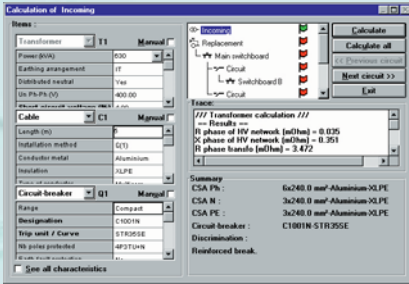 Calculation of Incoming
Items :
Transformer T1 Manual
Power (kVA) 630
Earthing arrangement IT
Distributed neutral Yes
Un Ph-Ph (V) 400.00
Cable C1 Manual
Length (m) 5
Installation method G(1)
Conductor metal Aluminium
Insulation XLPE
Circuit-breaker Q1 Manual
Range Compact
Designation C1001N
Trip unit / Curve STR35SE
Nb poles protected 4P3TU+N
See all characteristics
Incoming
Replacement
Main switchboard
Circuit
Switchboard B
Circuit
Calculate
Calculate all
<< Previous circuit
Next circuit >>
Exit
Trace:
/// Transformer calculation ///
-- Results --
R phase of HV network (mOhm) = 0.035
X phase of HV network (mOhm) = 0.351
R phase transfo (mOhm) = 3.472
Summary
CSA Ph : 6x240.0 mm²-Aluminium-XLPE
CSA N : 3x240.0 mm²-Aluminium-XLPE
CSA PE : 3x240.0 mm²-Aluminium-XLPE
Circuit-breaker : C1001N-STR35SE
Discrimination :
Reinforced break.